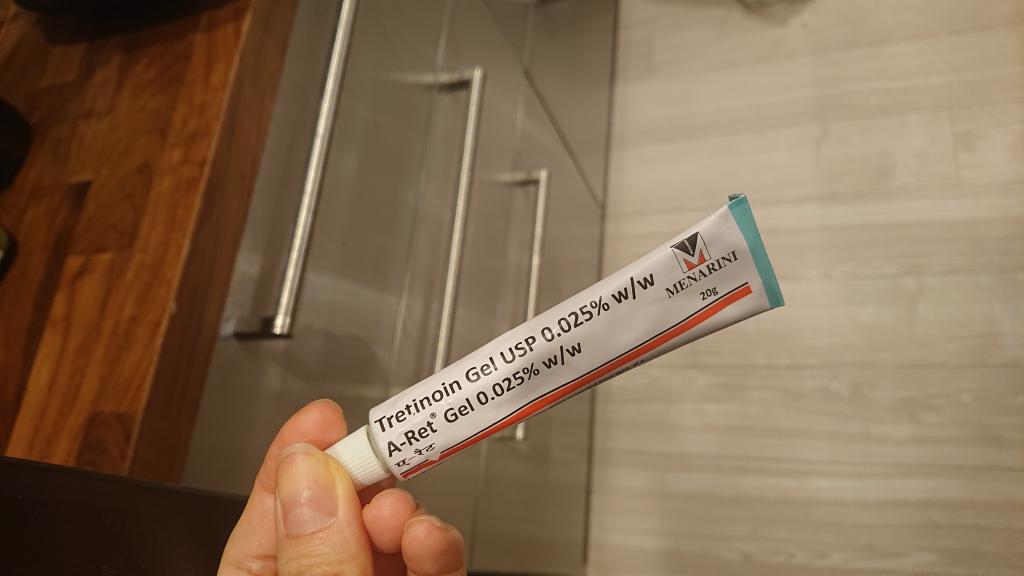 Tretinoin Gel USP 0.025% w/w
A-Ret® Gel 0.025% w/w
ए-रेट
MENARINI
20g